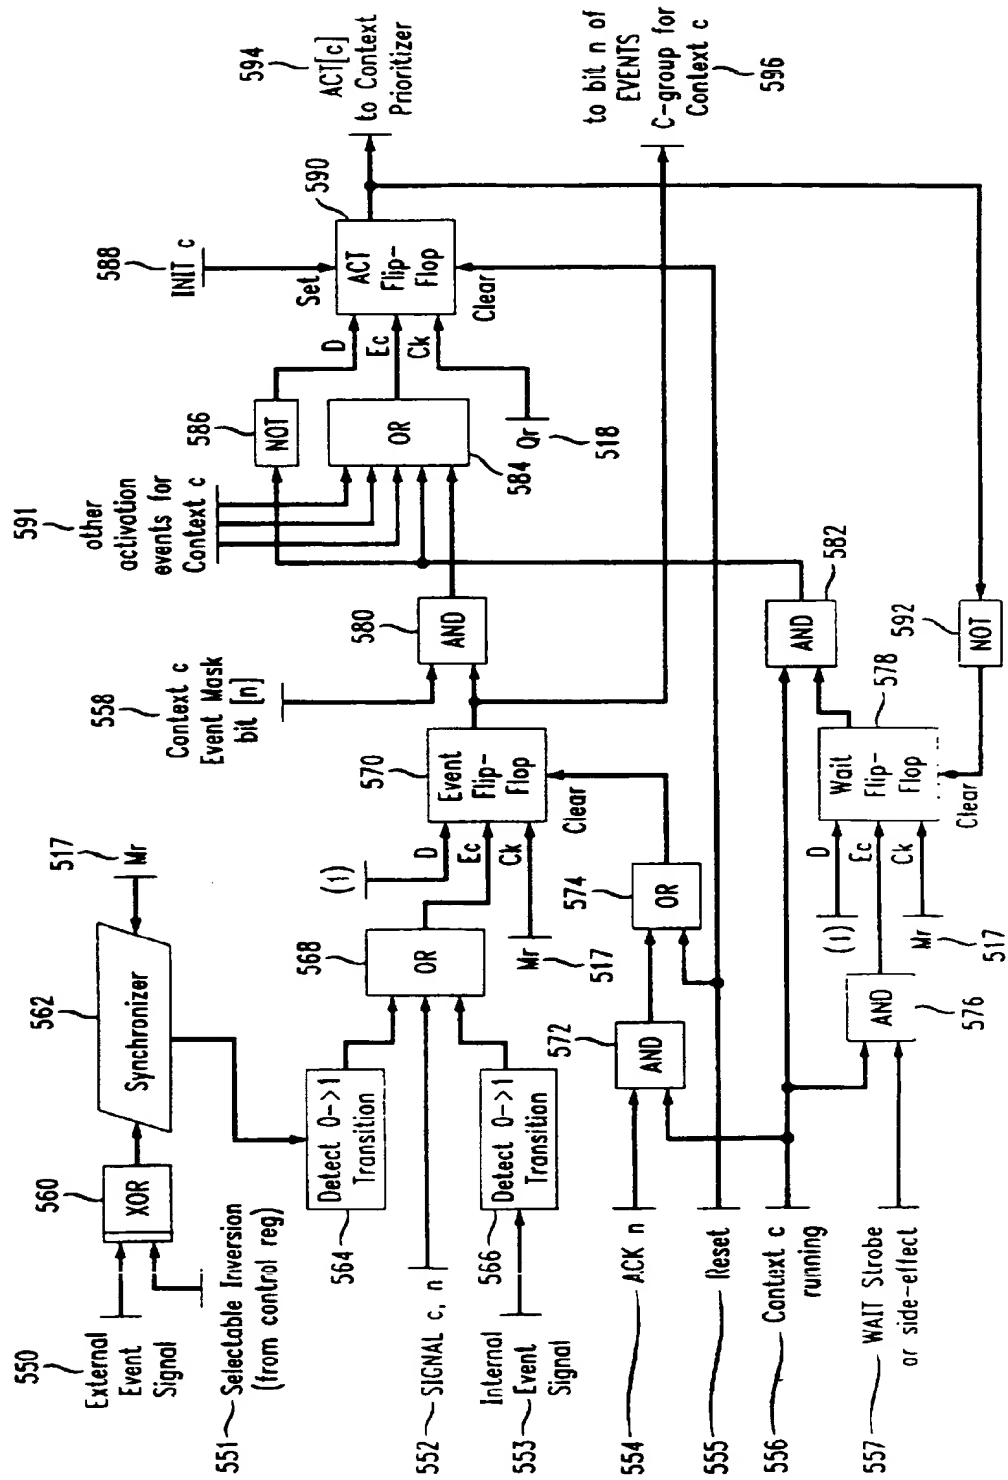 550
External
Event
Signal
551
Selectable Inversion
(from control reg)
552
SIGNAL c, n
Internal
553
Event
Signal
554
ACK n
555
Reset
556
Context c
running
557
WAIT Strobe
or side-effect
560
XOR
562
Synchronizer
517
Mr
564
Detect 0->1
Transition
566
Detect 0->1
Transition
568
OR
(1)
D
Ec
Ck
Mr
517
570
Event
Flip-
Flop
Clear
572
AND
574
OR
576
AND
(1)
D
Ec
Ck
Mr
517
578
Wait
Flip-
Flop
Clear
558
Context c
Event Mask
bit [n]
580
AND
582
AND
592
NOT
591
other
activation
events for
Context c
586
NOT
OR
584
Qr
518
588
INIT c
Set
D
Ec
Ck
590
ACT
Flip-
Flop
Clear
594
ACT[c]
to Context
Prioritizer
to bit n of
EVENTS
C-group for
Context c
596